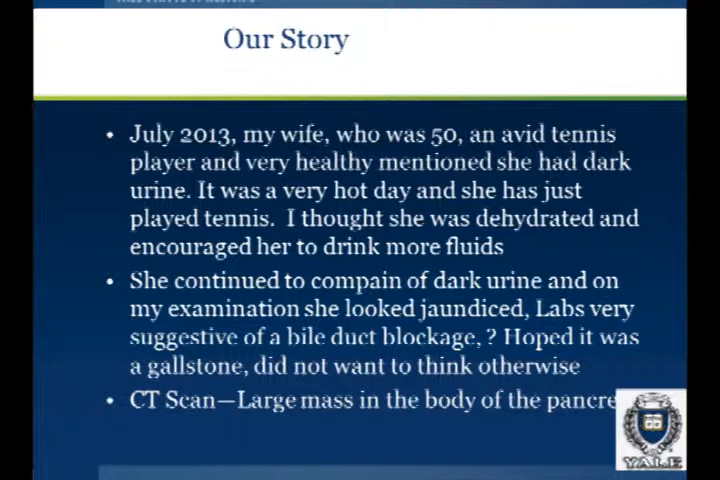 Our Story
• July 2013, my wife, who was 50, an avid tennis
player and very healthy mentioned she had dark
urine. It was a very hot day and she has just
played tennis. I thought she was dehydrated and
encouraged her to drink more fluids
• She continued to compain of dark urine and on
my examination she looked jaundiced, Labs very
suggestive of a bile duct blockage, ? Hoped it was
a gallstone, did not want to think otherwise
• CT Scan—Large mass in the body of the pancre
YALE